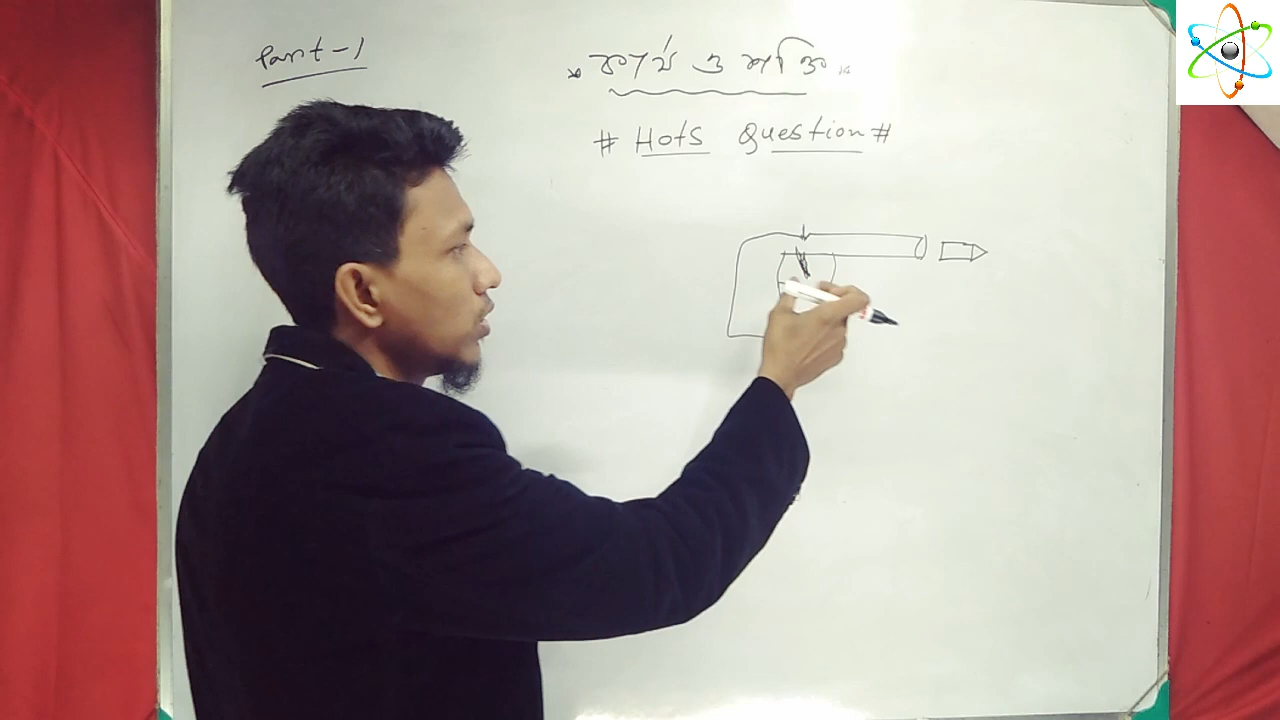 Part-1
কার্য ও শক্তি
# Hots Question #